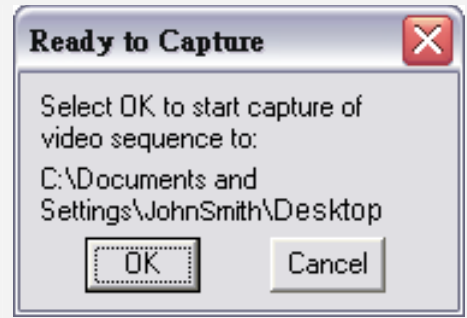 Ready to Capture
Select OK to start capture of
video sequence to:
C:\Documents and
Settings\JohnSmith\Desktop
OK Cancel